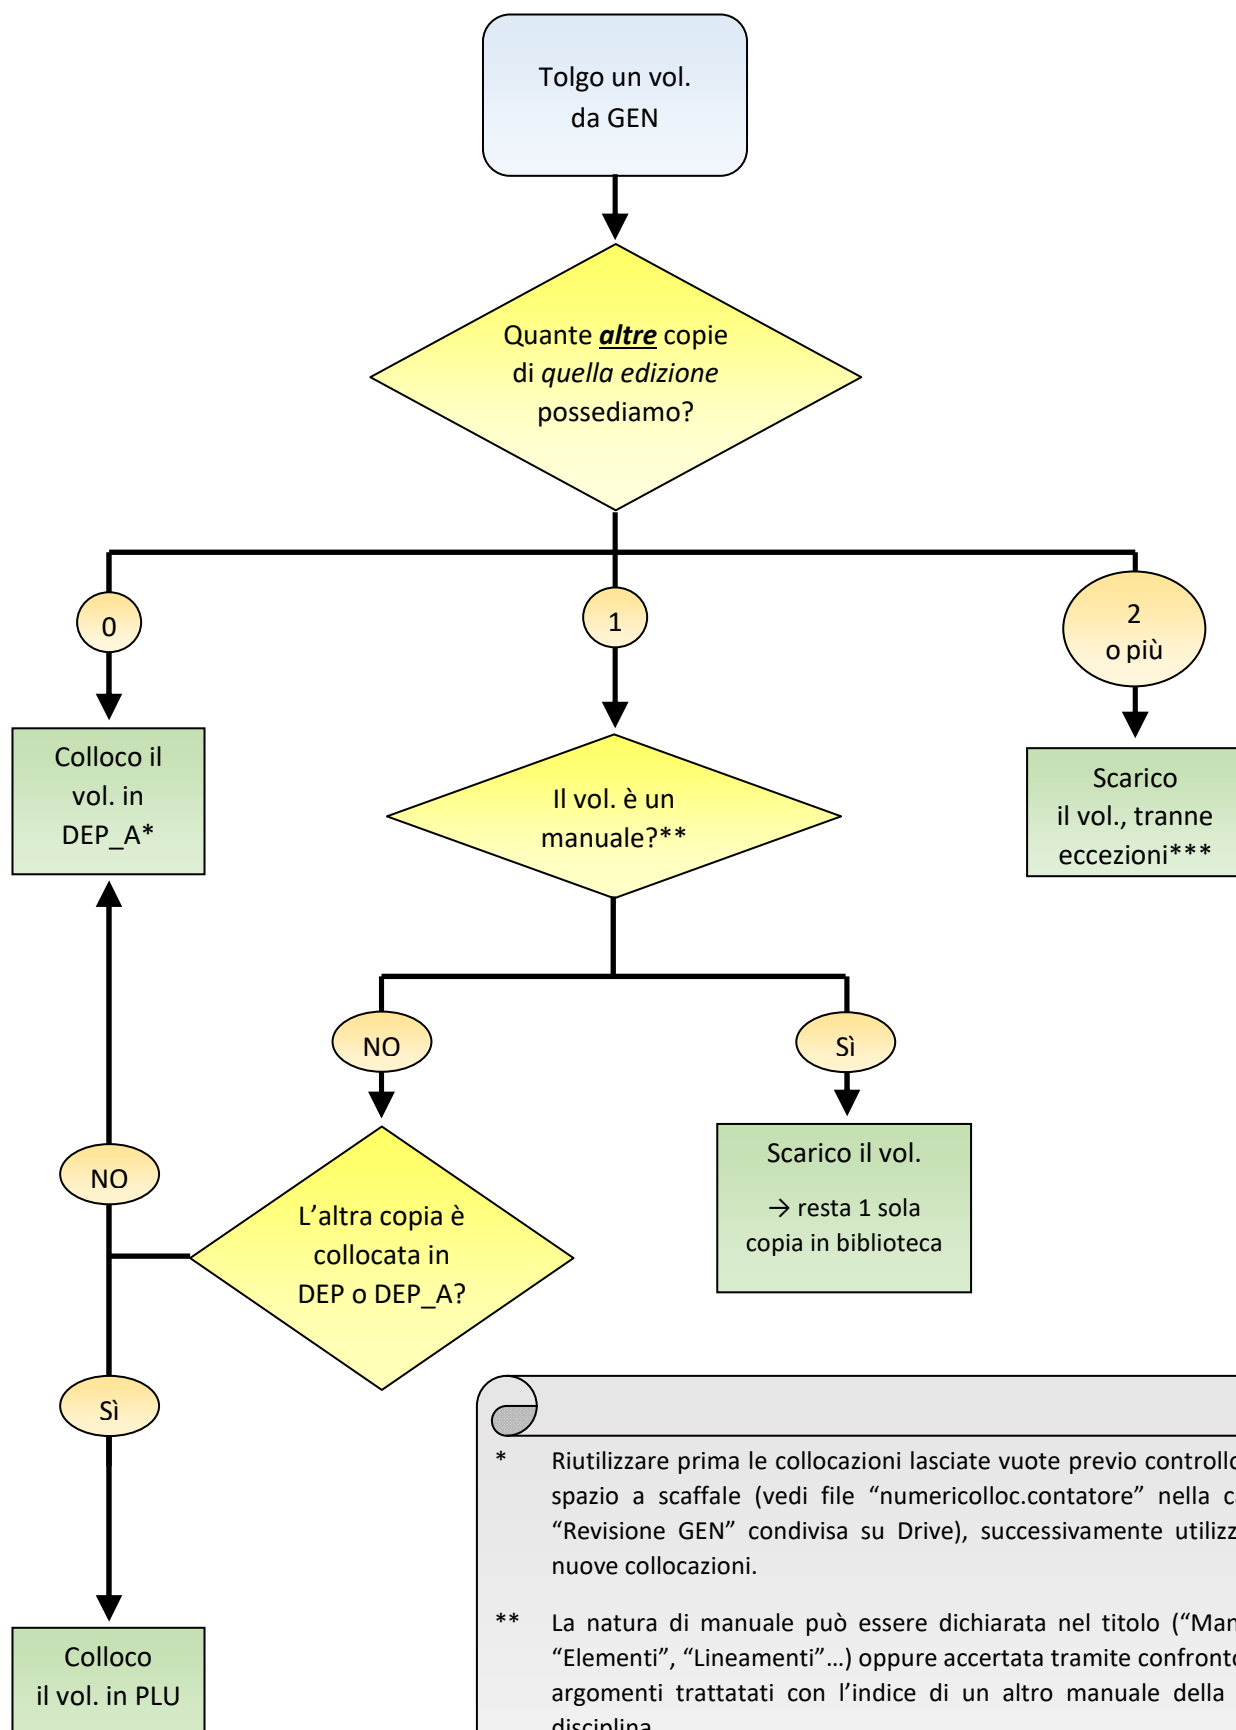 Tolgo un vol.
da GEN
Quante altre copie
di quella edizione
possediamo?
0
1
2
o più
Colloco il
vol. in
DEP_A*
Il vol. è un
manuale?**
Scarico
il vol., tranne
eccezioni***
NO
Sì
NO
L’altra copia è
collocata in
DEP o DEP_A?
Scarico il vol.
→ resta 1 sola
copia in biblioteca
Sì
Colloco
il vol. in PLU
* Riutilizzare prima le collocazioni lasciate vuote previo controllo
spazio a scaffale (vedi file “numericolloc.contatore” nella
“Revisione GEN” condivisa su Drive), successivamente
nuove collocazioni.
** La natura di manuale può essere dichiarata nel titolo
“Elementi”, “Lineamenti”…) oppure accertata tramite confronto
argomenti trattatati con l’indice di un altro manuale della
disciplina